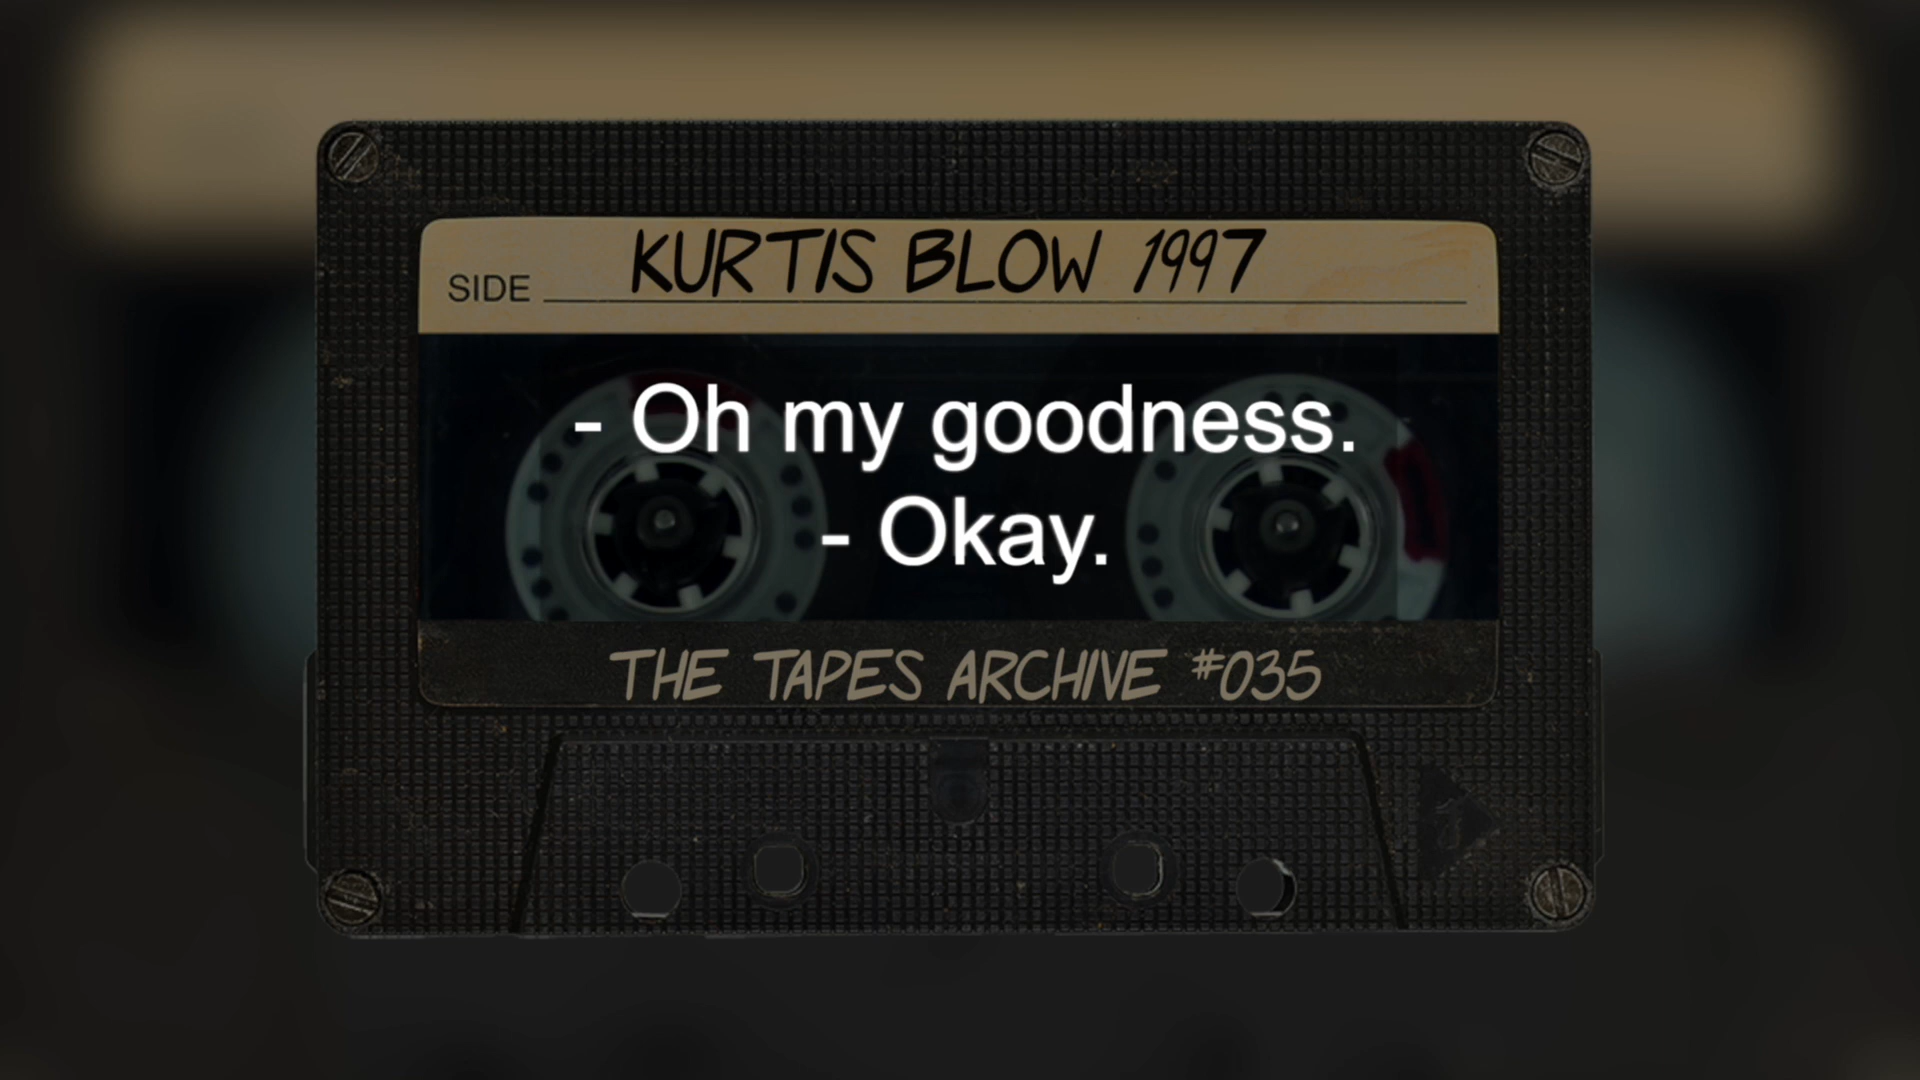 KURTIS BLOW 1997
SIDE
- Oh my goodness.
- Okay.
THE TAPES ARCHIVE #035